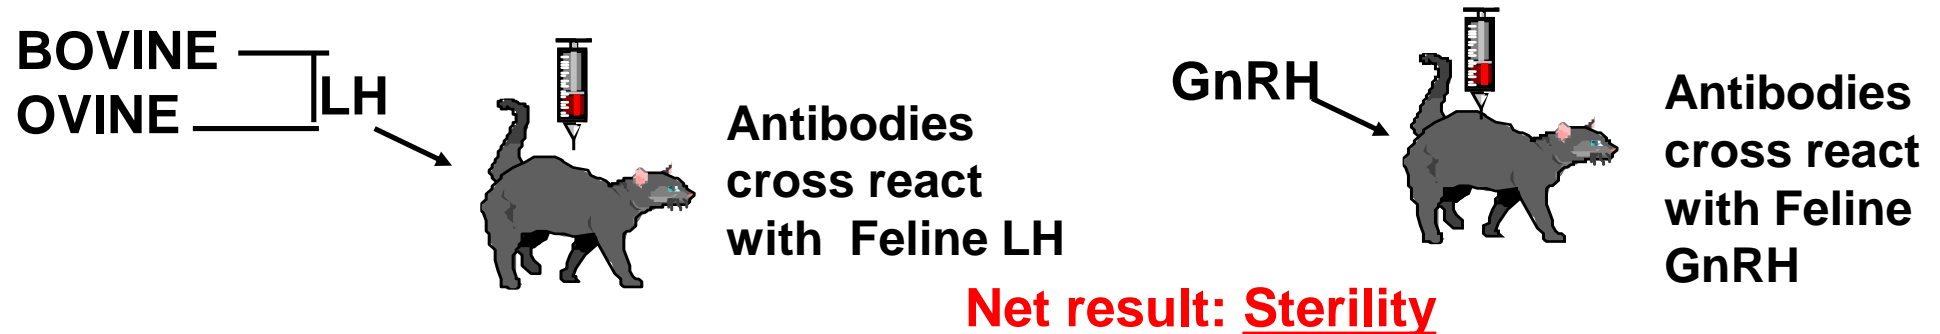 BOVINE
OVINE
LH
Antibodies
cross react
with Feline LH
GnRH
Antibodies
cross react
with Feline
GnRH
Net result: Sterility